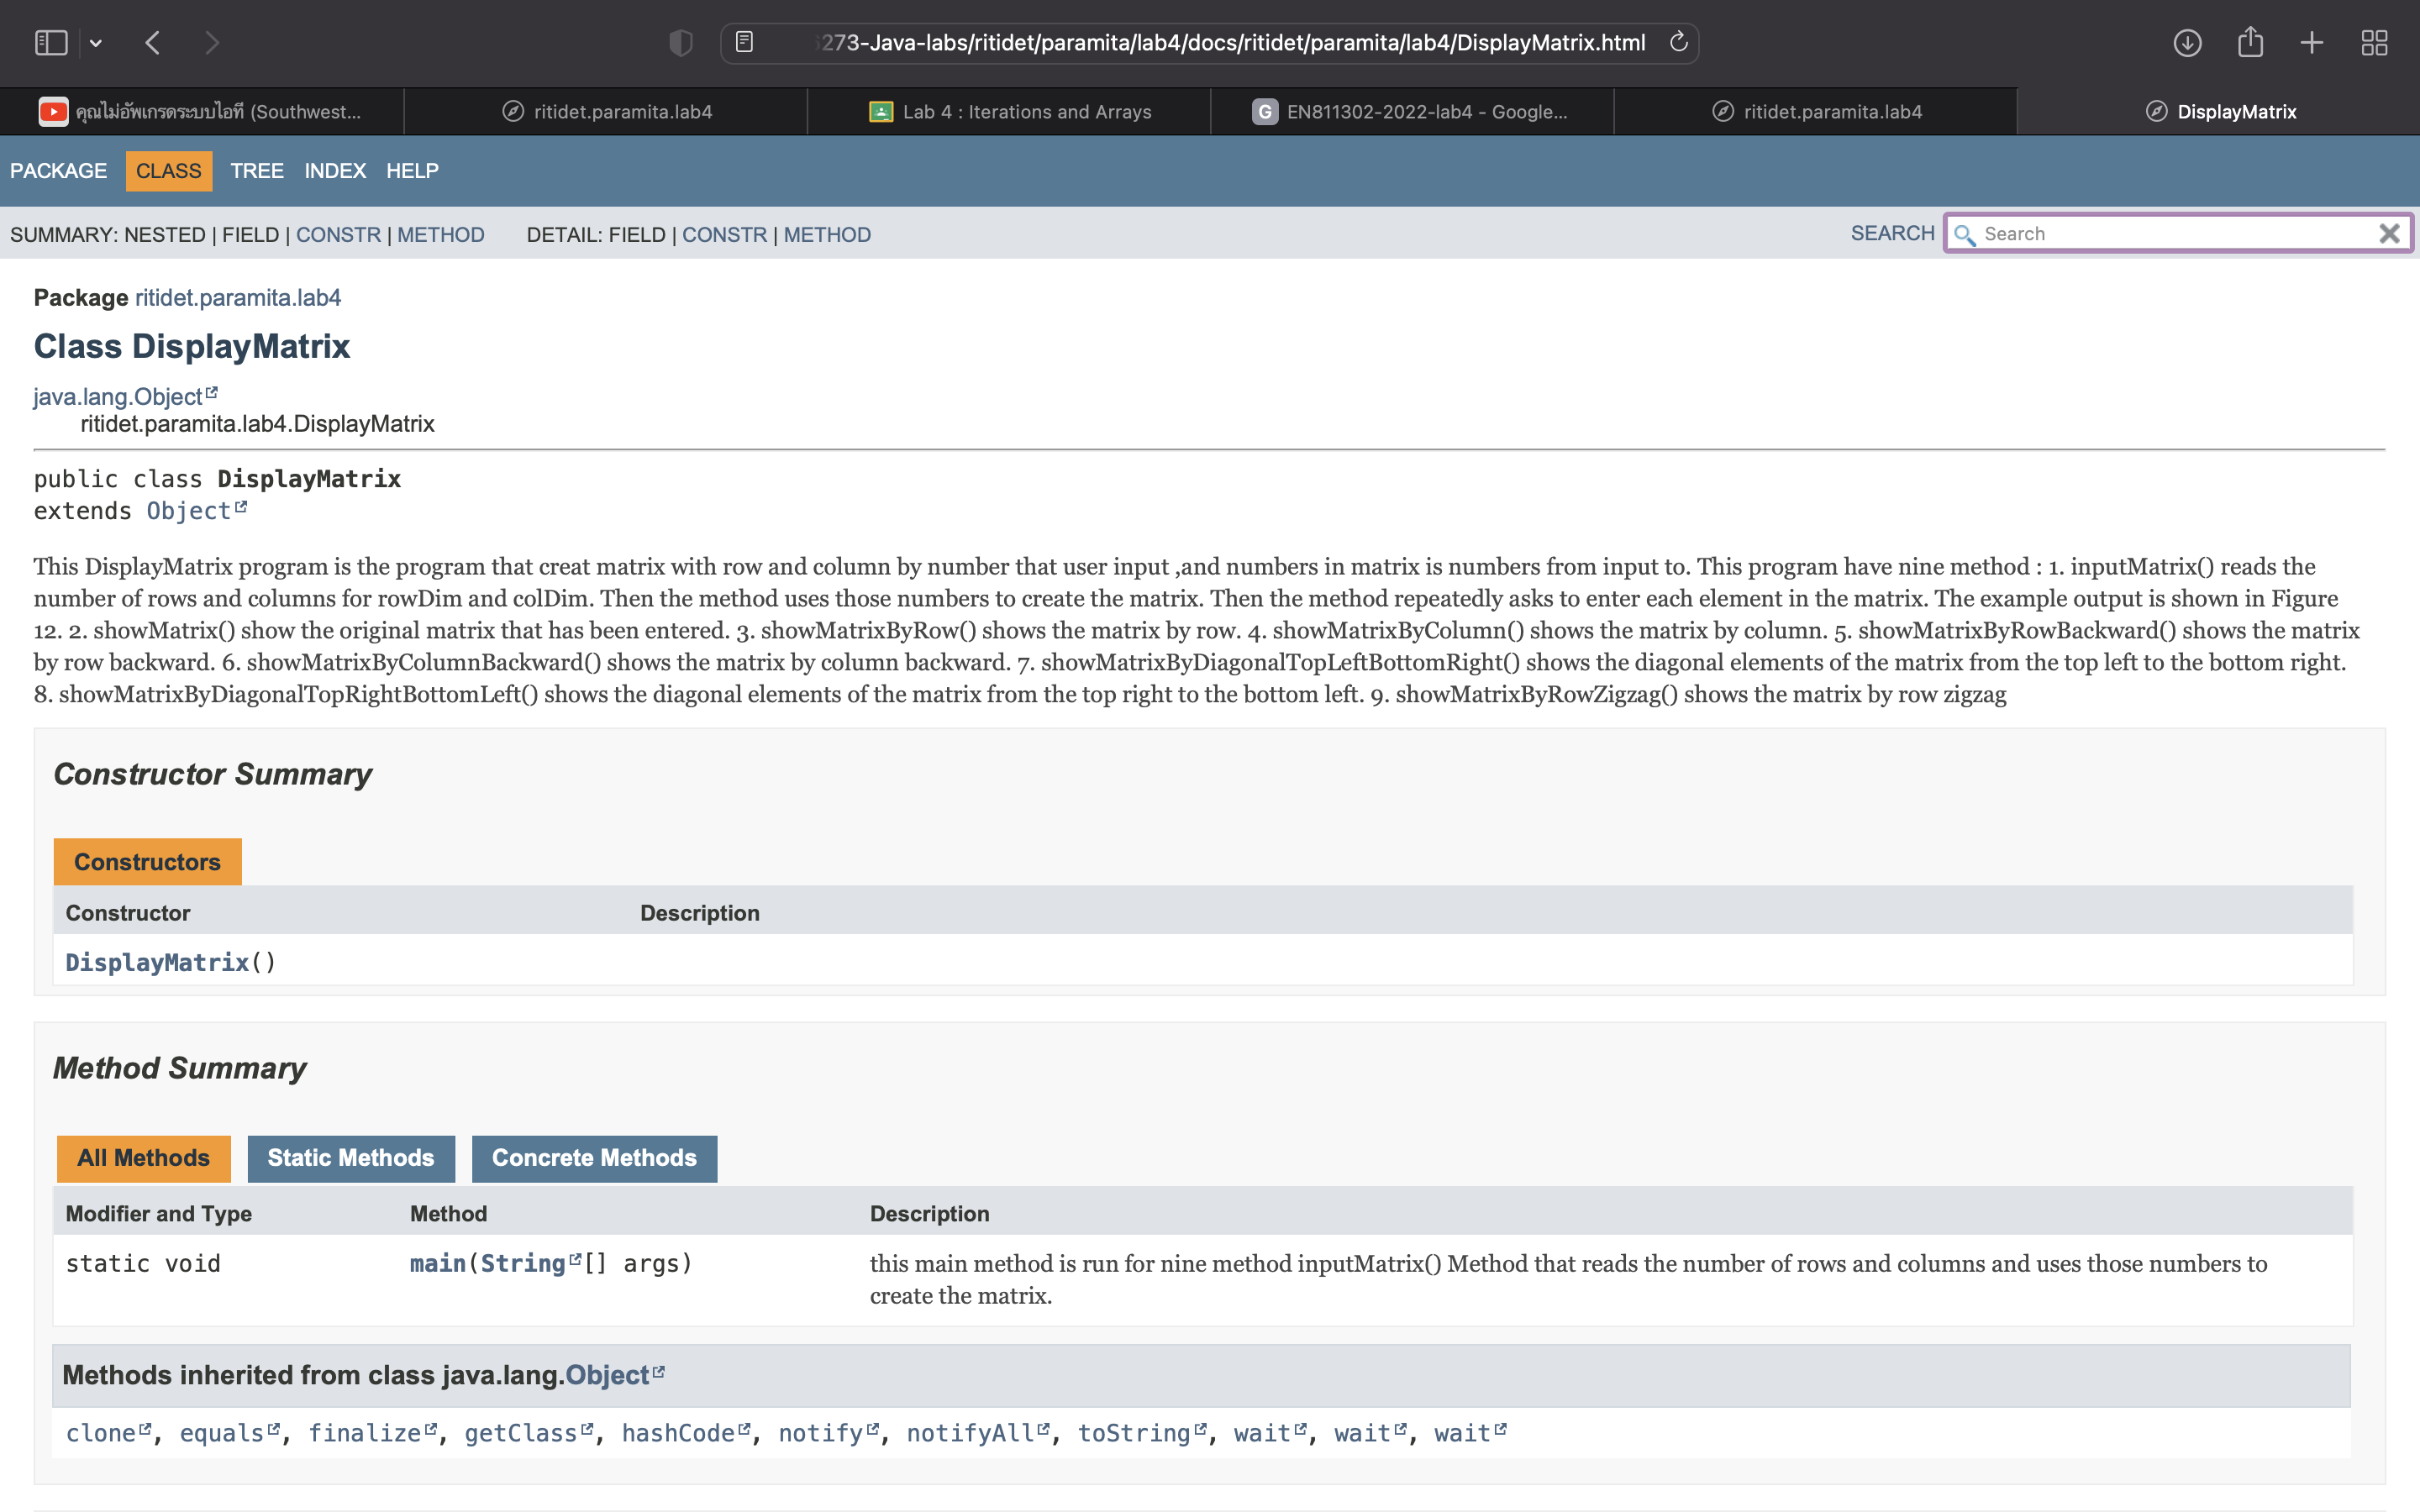 273-Java-labs/ritidet/paramita/lab4/docs/ritidet/paramita/lab4/DisplayMatrix.html
คุณไม่อัพเกรดระบบไอที (Southwest...
ritidet.paramita.lab4
Lab 4 : Iterations and Arrays
G EN811302-2022-lab4 - Google...
ritidet.paramita.lab4
DisplayMatrix
PACKAGE CLASS TREE INDEX HELP
SUMMARY: NESTED | FIELD | CONSTR | METHOD DETAIL: FIELD | CONSTR | METHOD SEARCH Search
Package ritidet.paramita.lab4
Class DisplayMatrix
java.lang.Object
ritidet.paramita.lab4.DisplayMatrix
public class DisplayMatrix
extends Object
This DisplayMatrix program is the program that creat matrix with row and column by number that user input ,and numbers in matrix is numbers from input to. This program have nine method : 1. inputMatrix() reads the
number of rows and columns for rowDim and colDim. Then the method uses those numbers to create the matrix. Then the method repeatedly asks to enter each element in the matrix. The example output is shown in Figure
12. 2. showMatrix() show the original matrix that has been entered. 3. showMatrixByRow() shows the matrix by row. 4. showMatrixByColumn() shows the matrix by column. 5. showMatrixByRowBackward() shows the matrix
by row backward. 6. showMatrixByColumnBackward() shows the matrix by column backward. 7. showMatrixByDiagonalTopLeftBottomRight() shows the diagonal elements of the matrix from the top left to the bottom right.
8. showMatrixByDiagonalTopRightBottomLeft() shows the diagonal elements of the matrix from the top right to the bottom left. 9. showMatrixByRowZigzag() shows the matrix by row zigzag
Constructor Summary
Constructors
Constructor Description
DisplayMatrix()
Method Summary
All Methods Static Methods Concrete Methods
Modifier and Type Method Description
static void main(String[] args) this main method is run for nine method inputMatrix() Method that reads the number of rows and columns and uses those numbers to
create the matrix.
Methods inherited from class java.lang.Object
clone, equals, finalize, getClass, hashCode, notify, notifyAll, toString, wait, wait, wait